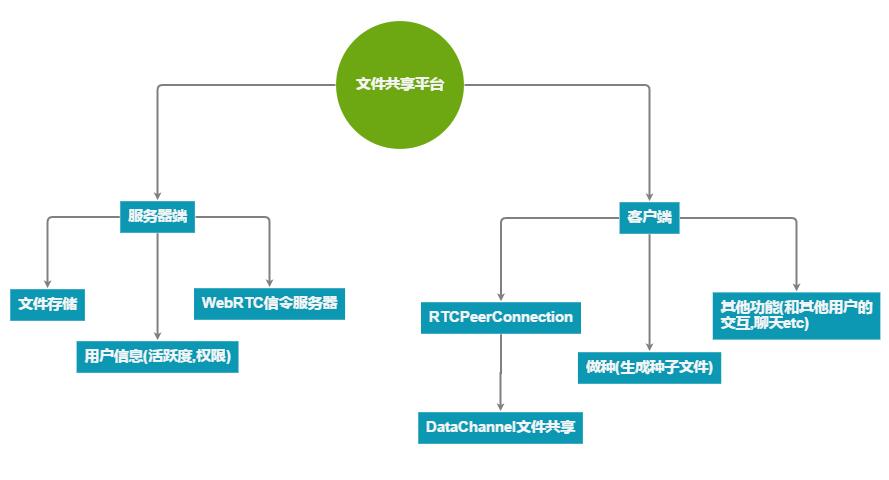 文件共享平台
服务器端
客户端
文件存储
WebRTC信令服务器
用户信息(活跃度,权限)
RTCPeerConnection
其他功能(和其他用户的
交互,聊天etc)
做种(生成种子文件)
DataChannel文件共享